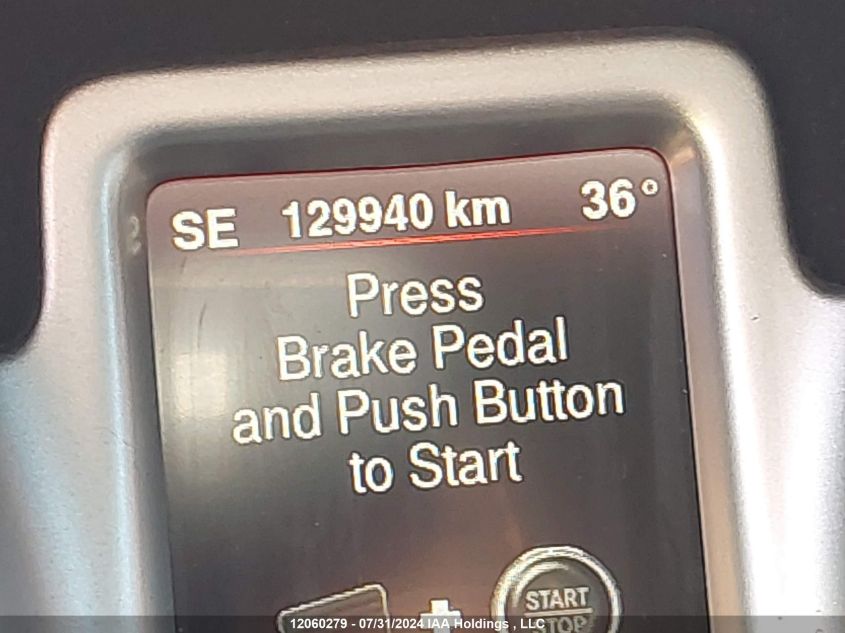 SE 129940 km 36°
Press
Brake Pedal
and Push Button
to Start
START
STOP
12060279 - 07/31/2024 IAA Holdings , LLC